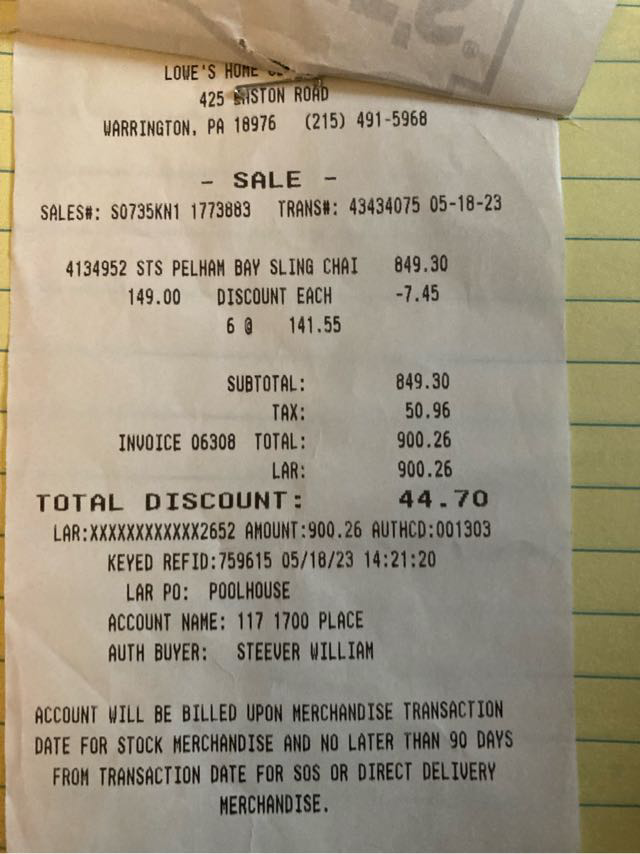 LOWE'S HOME
425 EASTON ROAD
WARRINGTON, PA 18976 (215) 491-5968
- SALE -
SALES#: S0735KN1 1773883 TRANS#: 43434075 05-18-23
4134952 STS PELHAM BAY SLING CHAI 849.30
149.00 DISCOUNT EACH -7.45
6 @ 141.55
SUBTOTAL: 849.30
TAX: 50.96
INVOICE 06308 TOTAL: 900.26
LAR: 900.26
TOTAL DISCOUNT: 44.70
LAR:XXXXXXXXXXXX2652 AMOUNT:900.26 AUTHCD:001303
KEYED REFID:759615 05/18/23 14:21:20
LAR PO: POOLHOUSE
ACCOUNT NAME: 117 1700 PLACE
AUTH BUYER: STEEVER WILLIAM
ACCOUNT WILL BE BILLED UPON MERCHANDISE TRANSACTION
DATE FOR STOCK MERCHANDISE AND NO LATER THAN 90 DAYS
FROM TRANSACTION DATE FOR SOS OR DIRECT DELIVERY
MERCHANDISE.